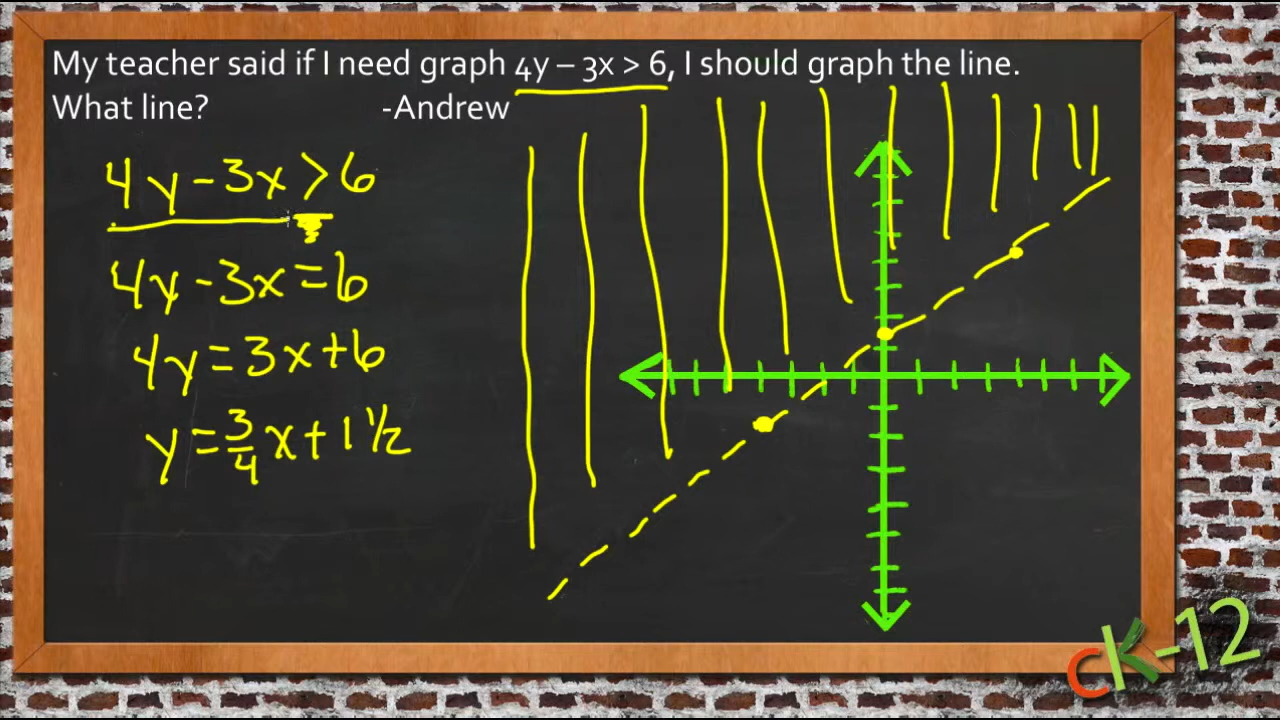 My teacher said if I need graph 4y – 3x > 6, I should graph the line.
What line? -Andrew
4y - 3x > 6
4y - 3x = 6
4y = 3x + 6
y = 3/4 x + 1 1/2
CK-12